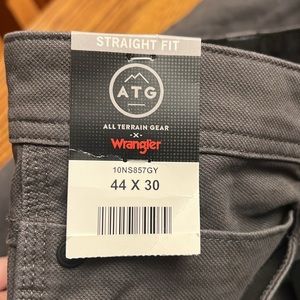 STRAIGHT FIT
ATG
ALL TERRAIN GEAR
X
Wrangler
10NS857GY
44 X 30